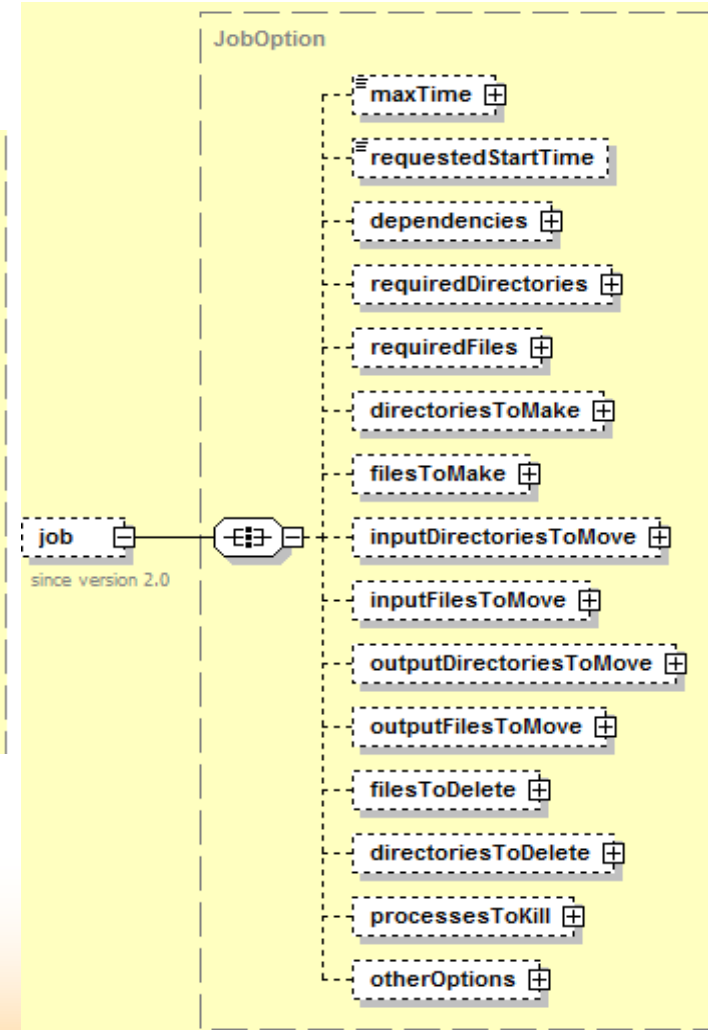 JobOption
maxTime
requestedStartTime
dependencies
requiredDirectories
requiredFiles
directoriesToMake
filesToMake
job
inputDirectoriesToMove
since version 2.0
inputFilesToMove
outputDirectoriesToMove
outputFilesToMove
filesToDelete
directoriesToDelete
processesToKill
otherOptions